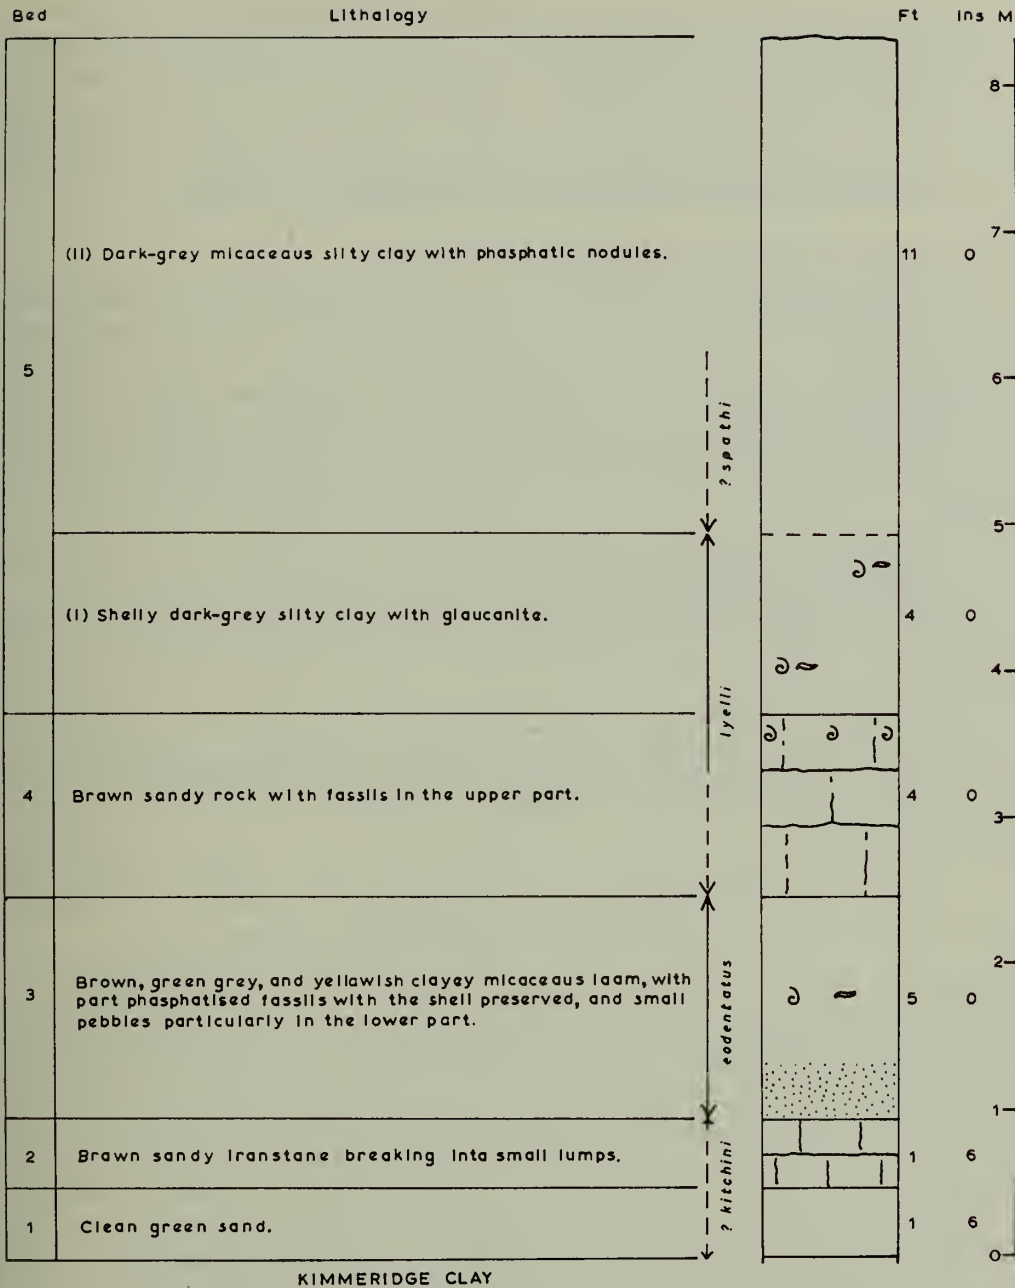 Bed Lithology Ft Ins M
8
7
(II) Dark-grey micaceous silty clay with phosphatic nodules. 11 0
5
6
? spathi
5
(I) Shelly dark-grey silty clay with glauconite. 4 0
4
lyelli
4 Brown sandy rock with fossils in the upper part. 4 0
3
2
Brown, green grey, and yellowish clayey micaceous loam, with
3 part phosphatised fossils with the shell preserved, and small 5 0
pebbles particularly in the lower part.
eodentatus
1
2 Brown sandy ironstone breaking into small lumps. 1 6
? kitchini
1 Clean green sand. 1 6
0
KIMMERIDGE CLAY